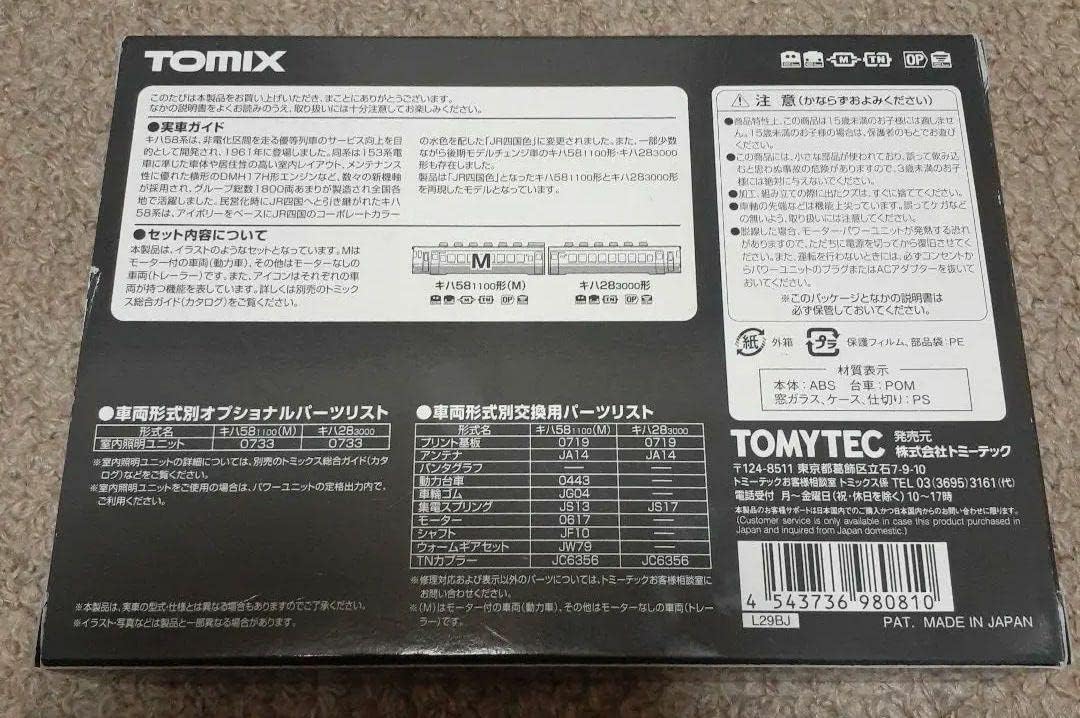 TOMIX
M TN OP
このたびは本製品をお買い上げいただき、まことにありがとうございます。
なかの説明書をよくお読みのうえ、取り扱いには十分注意してお楽しみください。
●実車ガイド
キハ58系は、非電化区間を走る優等列車のサービス向上を目
的として開発され、1961年に登場しました。同系は153系電
車に準じた車体や居住性の高い室内レイアウト、メンテナンス
性に優れた横形のDMH17H形エンジンなど、数々の新機軸
が採用され、グループ総数1800両あまりが製造され全国各
地で活躍しました。民営化時にJR四国へと引き継がれたキハ
58系は、アイボリーをベースにJR四国のコーポレートカラー
の水色を配した「JR四国色」に変更されました。また、一部少数
ながら後期モデルチェンジ車のキハ581100形・キハ283000
形も存在しました。
製品は「JR四国色」となったキハ581100形とキハ283000形
を再現したモデルとなっています。
●セット内容について
本製品は、イラストのようなセットとなっています。Mは
モーター付の車両(動力車)、その他はモーターなしの
車両(トレーラー)です。また、アイコンはそれぞれの車
両が持つ機能を表しています。詳しくは別売のトミック
ス総合ガイド(カタログ)をご覧ください。
M
キハ581100形(M) キハ283000形
M TN OP M TN OP
⚠ 注 意(かならずおよみください)
●商品特性上、この商品は15歳未満のお子様には適しませ
ん。15歳未満のお子様の場合は、保護者のもとでお遊び
ください。
●この商品には、小さな部品が使われており、誤って飲み込
むと思わぬ事故の危険がありますので、3歳未満のお子
様には絶対に与えないでください。
●加工、組み立ての際に出たクズは、すぐに捨ててください。
●車軸の先端などは機能上尖っています。誤ってケガなど
の無いよう、取り扱いには注意してください。
●脱線した場合、モーター・パワーユニットが発熱する恐れ
がありますので、ただちに電源を切ってから復旧させてく
ださい。また、運転を行わないときには、必ずコンセントか
らパワーユニットのプラグまたはACアダプターを抜いて
おいてください。
※このパッケージとなかの説明書は
必ず保管しておいてください。
紙 外箱 プラ 保護フィルム、部品袋:PE
材質表示
本体:ABS 台車:POM
窓ガラス、ケース、仕切り:PS
●車両形式別オプショナルパーツリスト
形式名 キハ581100(M) キハ283000
室内照明ユニット 0733 0733
※室内照明ユニットの詳細については、別売のトミックス総合ガイド(カタ
ログ)などをご覧ください。
※室内照明ユニットをご使用の場合は、パワーユニットの定格出力内で、
ご利用ください。
※本製品は、実車の型式・仕様とは異なる場合もありますのでご了承ください。
※イラスト・写真などは製品と一部異なる場合があります。
●車両形式別交換用パーツリスト
形式名 キハ581100(M) キハ283000
プリント基板 0719 0719
アンテナ JA14 JA14
パンタグラフ — —
動力台車 0443 —
車輪ゴム JG04 —
集電スプリング JS13 JS17
モーター 0617 —
シャフト JF10 —
ウォームギアセット JW79 —
TNカプラー JC6356 JC6356
※修理対応および表示以外のパーツについては、トミーテックお客様相談室に
お問い合わせください。
※(M)はモーター付の車両(動力車)、その他はモーターなしの車両(トレー
ラー)です。
TOMYTEC 発売元 株式会社トミーテック
〒124-8511 東京都葛飾区立石7-9-10
トミーテックお客様相談室 トミックス係 TEL 03(3695)3161(代)
電話受付 月〜金曜日(祝・休日を除く)10〜17時
本製品のお客様サポートは日本国内でのご購入かつ日本国内からのお問い合わせに限ります。
(Customer service is only available in case this product purchased in
Japan and inquired from Japan domestic.)
4 543736 980810
L29BJ
PAT. MADE IN JAPAN